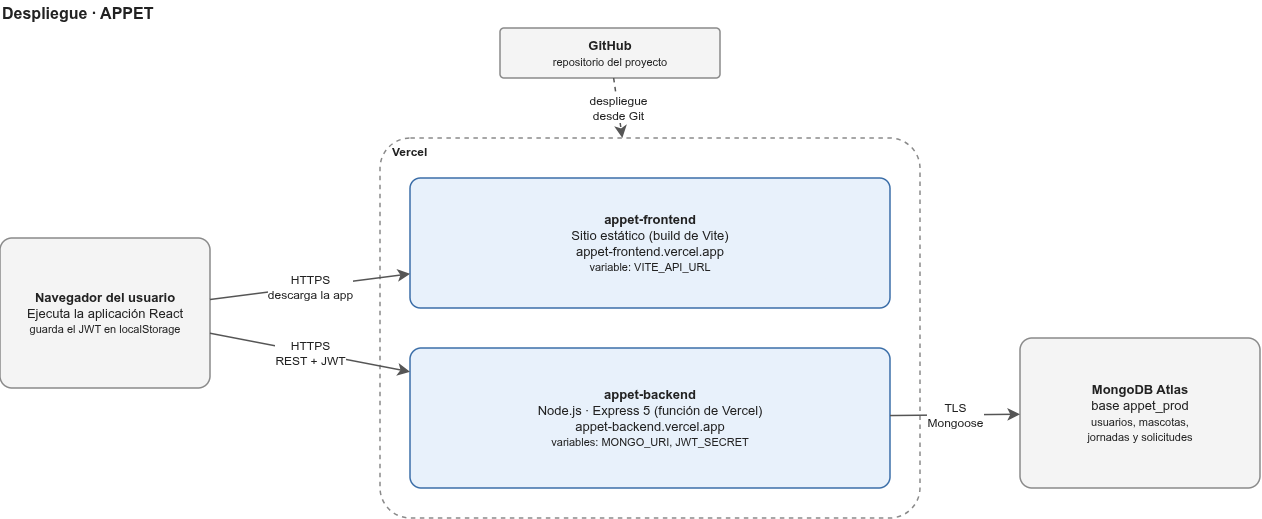 Despliegue · APPET
GitHub
repositorio del proyecto
despliegue
desde Git
Vercel
appet-frontend
Sitio estático (build de Vite)
appet-frontend.vercel.app
variable: VITE_API_URL
Navegador del usuario
Ejecuta la aplicación React
guarda el JWT en localStorage
HTTPS
descarga la app
HTTPS
REST + JWT
appet-backend
Node.js · Express 5 (función de Vercel)
appet-backend.vercel.app
variables: MONGO_URI, JWT_SECRET
TLS
Mongoose
MongoDB Atlas
base appet_prod
usuarios, mascotas,
jornadas y solicitudes